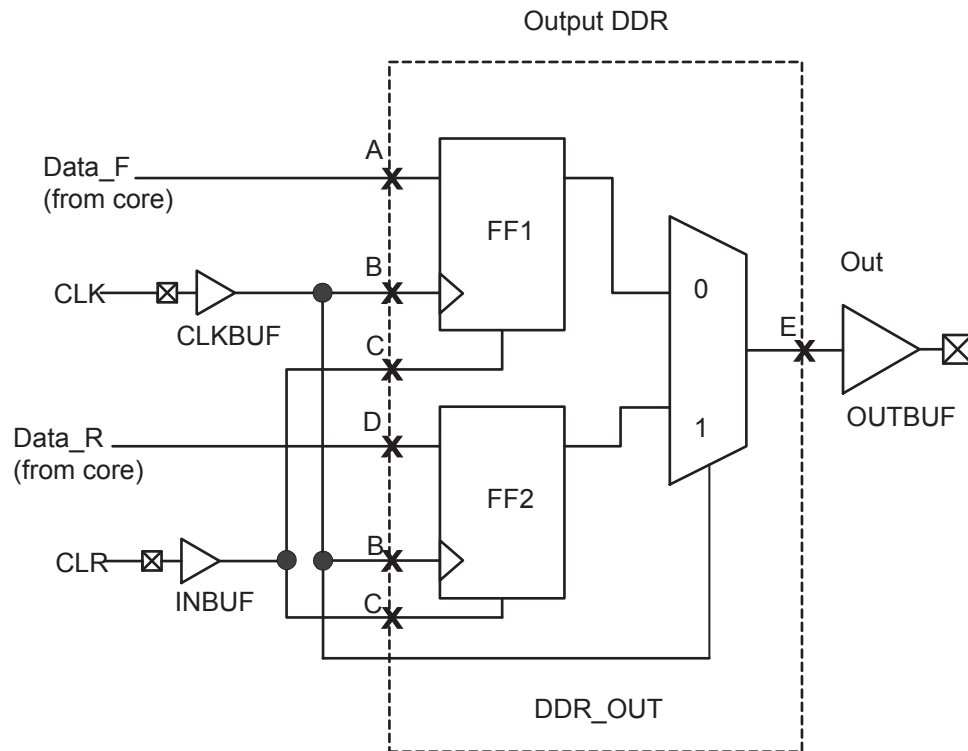 Output DDR
A
Data_F
(from core)
FF1
B
CLK
CLKBUF
0
Out
E
C
OUTBUF
D
Data_R
(from core)
1
FF2
B
CLR
INBUF
C
DDR_OUT